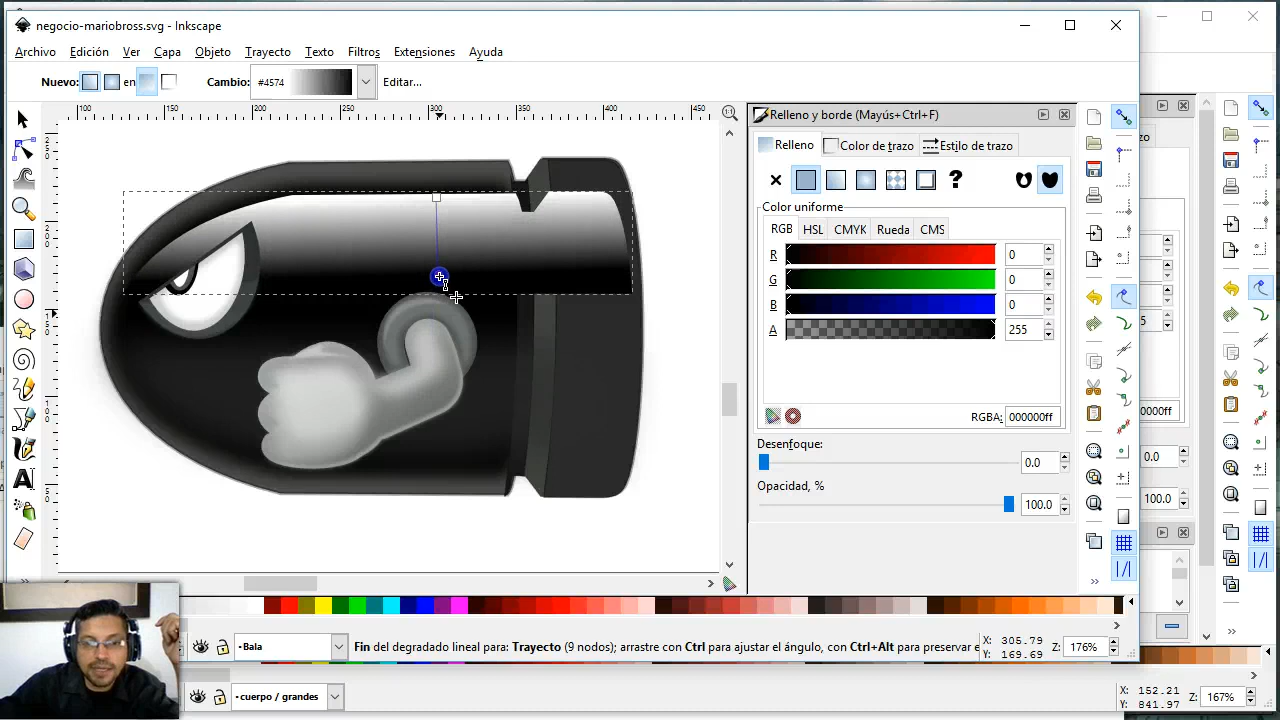 negocio-mariobross.svg - Inkscape
Archivo Edición Ver Capa Objeto Trayecto Texto Filtros Extensiones Ayuda
Nuevo: en Cambio: #4574 Editar...
100 150 200 250 300 350 400 450
Relleno y borde (Mayús+Ctrl+F)
Relleno Color de trazo Estilo de trazo
?
Color uniforme
RGB HSL CMYK Rueda CMS
R 0
G 0
B 0
A 255
RGBA: 000000ff
Desenfoque:
0.0
Opacidad, %
100.0
0000ff
0.0
100.0
Bala
Fin del degradado lineal para: Trayecto (9 nodos); arrastre con Ctrl para ajustar el ángulo, con Ctrl+Alt para preservar e
X: 305.79
Y: 169.69
Z: 176%
cuerpo / grandes
X: 152.21
Y: 841.97
Z: 167%